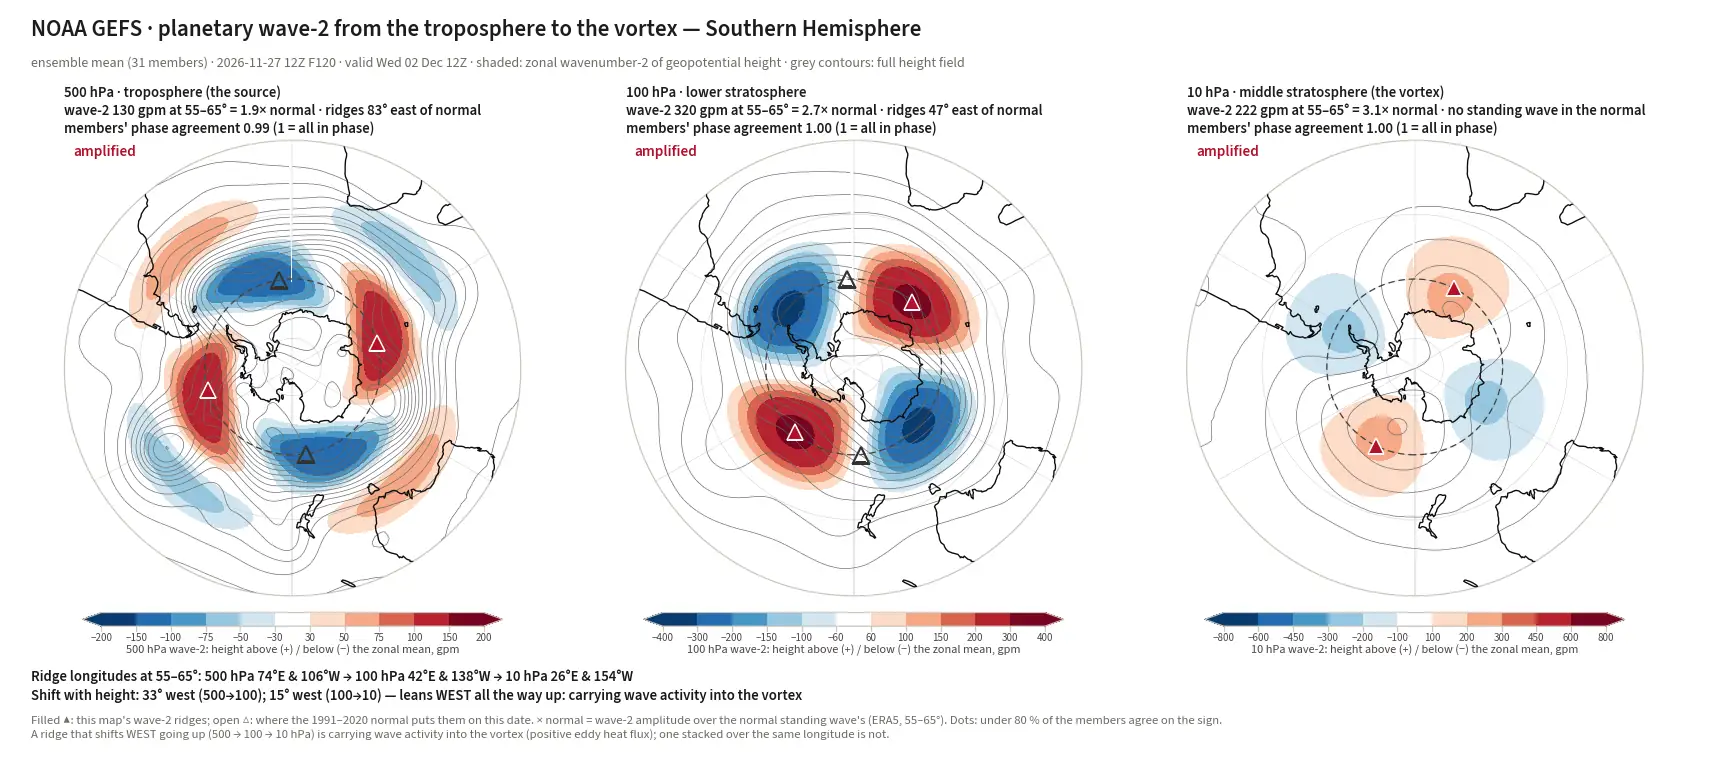 NOAA GEFS · planetary wave-2 from the troposphere to the vortex — Southern Hemisphere
ensemble mean (31 members) · 2026-11-27 12Z F120 · valid Wed 02 Dec 12Z · shaded: zonal wavenumber-2 of geopotential height · grey contours: full height field
500 hPa · troposphere (the source)
wave-2 130 gpm at 55–65° = 1.9× normal · ridges 83° east of normal
members' phase agreement 0.99 (1 = all in phase)
amplified
100 hPa · lower stratosphere
wave-2 320 gpm at 55–65° = 2.7× normal · ridges 47° east of normal
members' phase agreement 1.00 (1 = all in phase)
amplified
10 hPa · middle stratosphere (the vortex)
wave-2 222 gpm at 55–65° = 3.1× normal · no standing wave in the normal
members' phase agreement 1.00 (1 = all in phase)
amplified
−200 −150 −100 −75 −50 −30 30 50 75 100 150 200
500 hPa wave-2: height above (+) / below (−) the zonal mean, gpm
−400 −300 −200 −150 −100 −60 60 100 150 200 300 400
100 hPa wave-2: height above (+) / below (−) the zonal mean, gpm
−800 −600 −450 −300 −200 −100 100 200 300 450 600 800
10 hPa wave-2: height above (+) / below (−) the zonal mean, gpm
Ridge longitudes at 55–65°: 500 hPa 74°E & 106°W → 100 hPa 42°E & 138°W → 10 hPa 26°E & 154°W
Shift with height: 33° west (500→100); 15° west (100→10) — leans WEST all the way up: carrying wave activity into the vortex
Filled ▲: this map's wave-2 ridges; open △: where the 1991–2020 normal puts them on this date. × normal = wave-2 amplitude over the normal standing wave's (ERA5, 55–65°). Dots: under 80 % of the members agree on the sign.
A ridge that shifts WEST going up (500 → 100 → 10 hPa) is carrying wave activity into the vortex (positive eddy heat flux); one stacked over the same longitude is not.